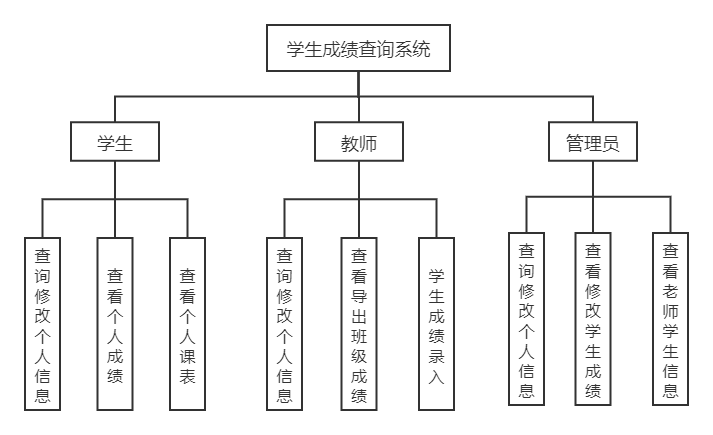 学生成绩查询系统
学生
教师
管理员
查询修改个人信息
查看个人成绩
查看个人课表
查询修改个人信息
查看导出班级成绩
学生成绩录入
查询修改个人信息
查看修改学生成绩
查看老师学生信息